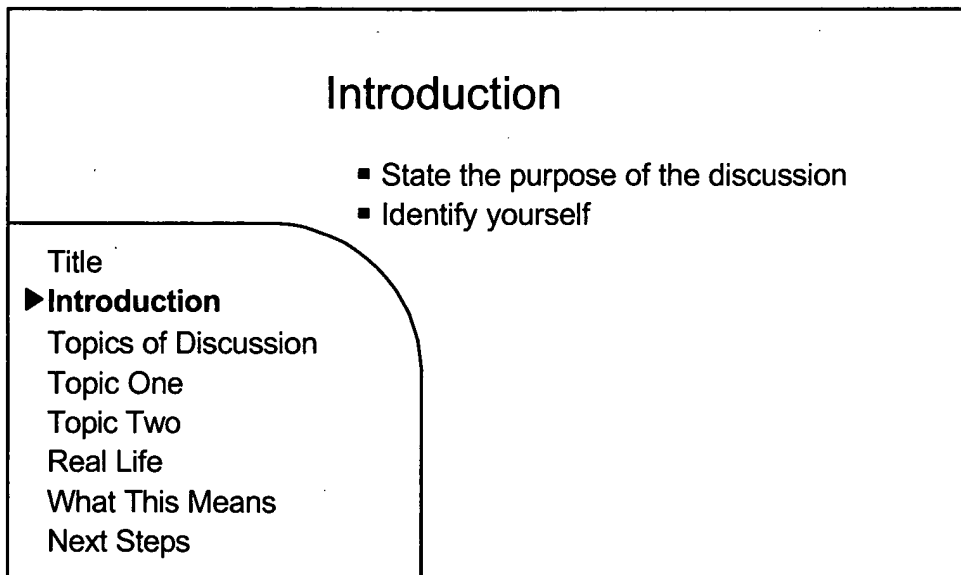 Introduction
▪ State the purpose of the discussion
▪ Identify yourself
Title
▶Introduction
Topics of Discussion
Topic One
Topic Two
Real Life
What This Means
Next Steps